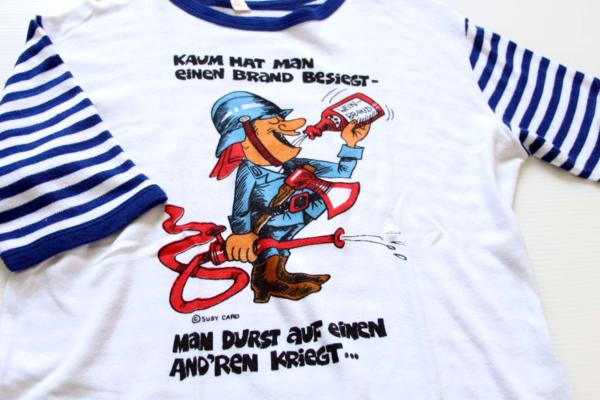 KAUM HAT MAN
EINEN BRAND BESIEGT-
WEIN-
BRAND
© SUSY CARD
MAN DURST AUF EINEN
AND'REN KRIEGT...